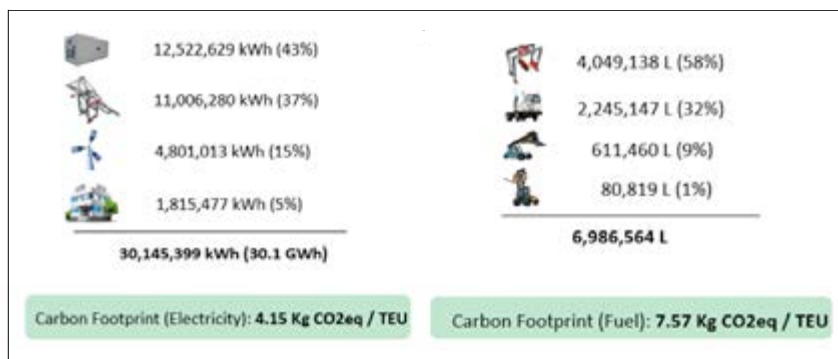 12,522,629 kWh (43%)
11,006,280 kWh (37%)
4,801,013 kWh (15%)
1,815,477 kWh (5%)
30,145,399 kWh (30.1 GWh)
Carbon Footprint (Electricity): 4.15 Kg CO2eq / TEU
4,049,138 L (58%)
2,245,147 L (32%)
611,460 L (9%)
80,819 L (1%)
6,986,564 L
Carbon Footprint (Fuel): 7.57 Kg CO2eq / TEU